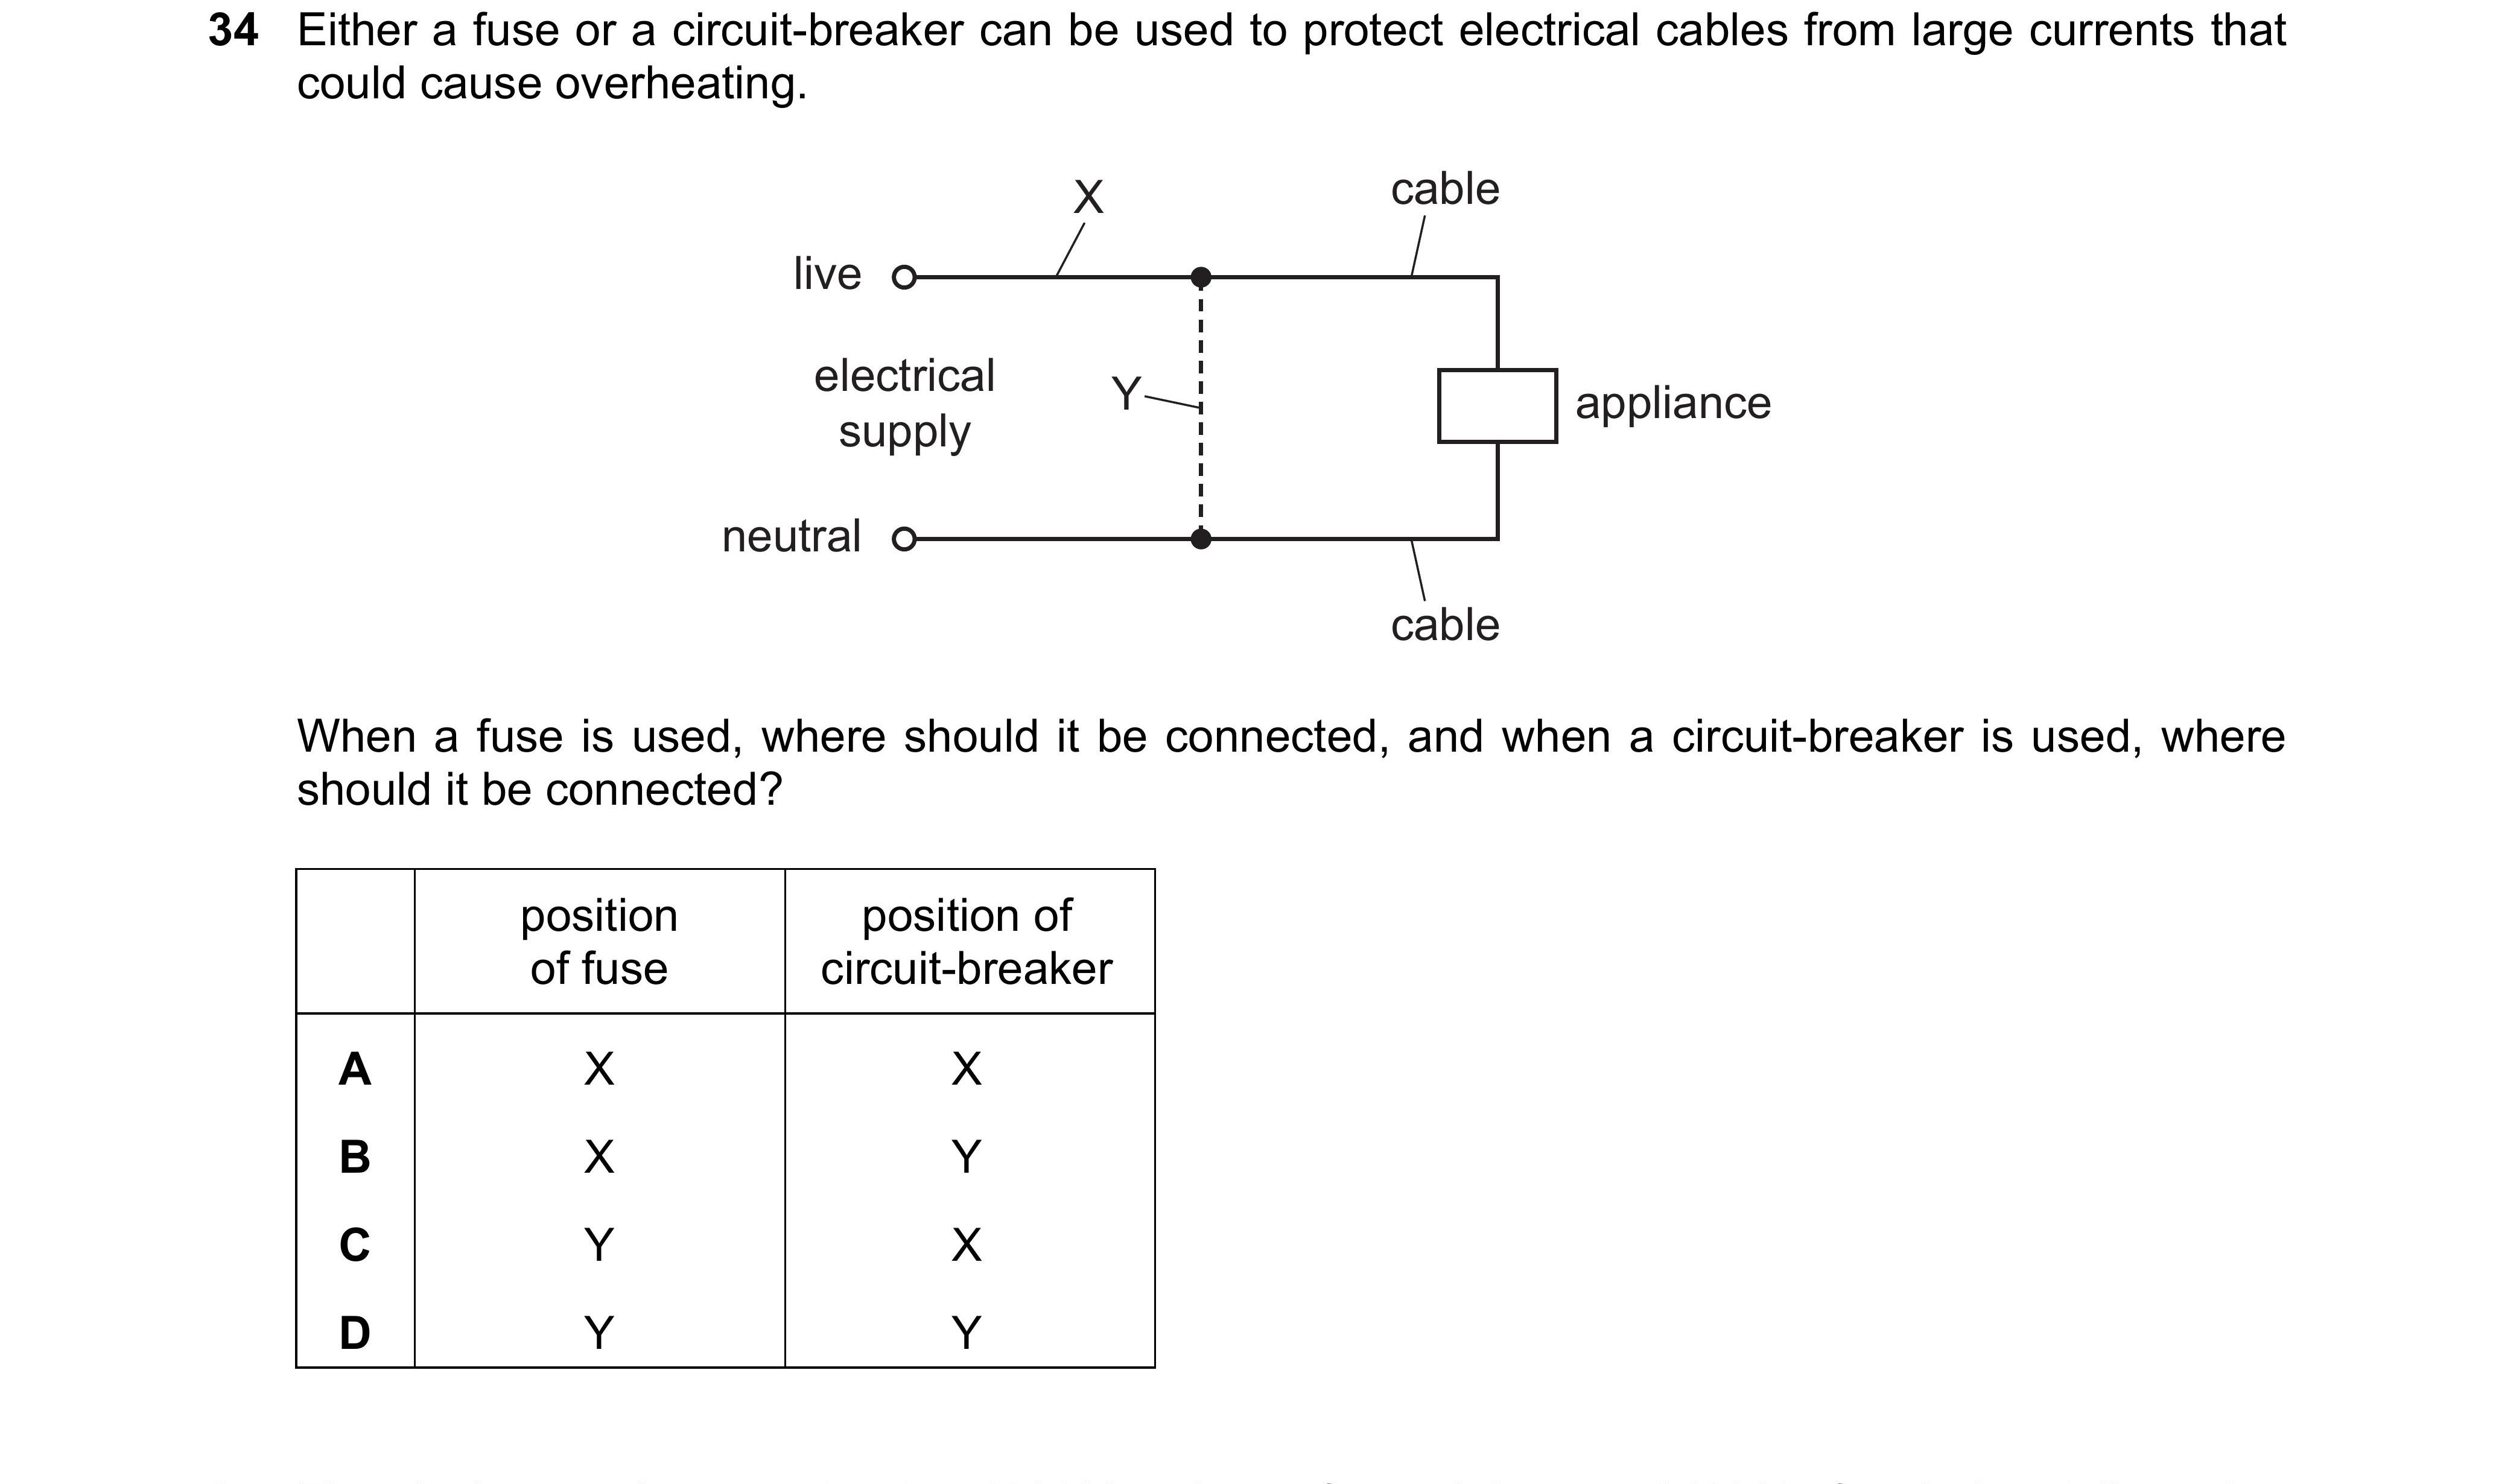 34 Either a fuse or a circuit-breaker can be used to protect electrical cables from large currents that
could cause overheating.
X
cable
live
electrical
supply
Y
appliance
neutral
cable
When a fuse is used, where should it be connected, and when a circuit-breaker is used, where
should it be connected?
position position of
of fuse circuit-breaker
A X X
B X Y
C Y X
D Y Y